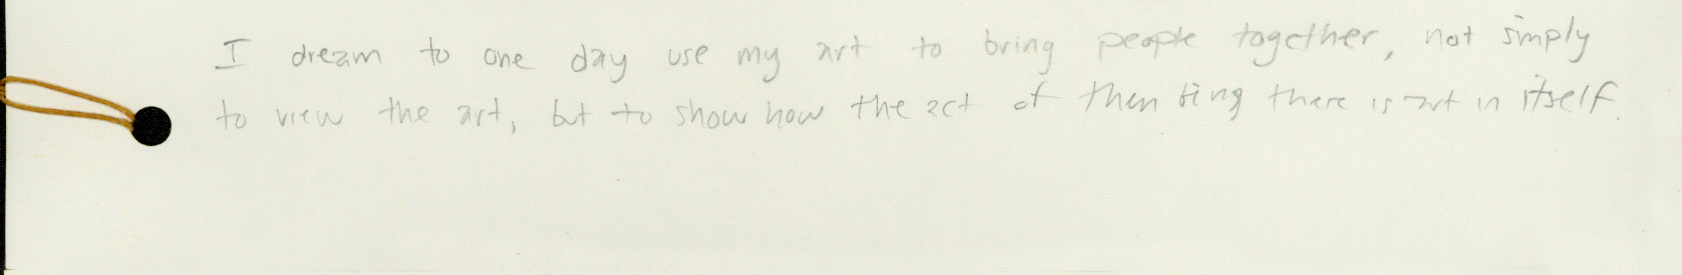 I dream to one day use my art to bring people together, not simply
to view the art, but to show how the act of them bing there is art in itself.